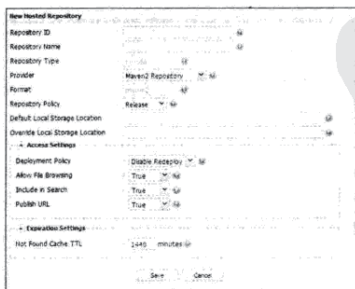 New Hosted Repository
Repository ID
Repository Name
Repository Type
Provider Maven2 Repository
Format
Repository Policy Release
Default Local Storage Location
Override Local Storage Location
Access Settings
Deployment Policy Disable Redeploy
Allow File Browsing True
Include in Search True
Publish URL True
Expiration Settings
Not Found Cache TTL 1440 minutes
Save Cancel